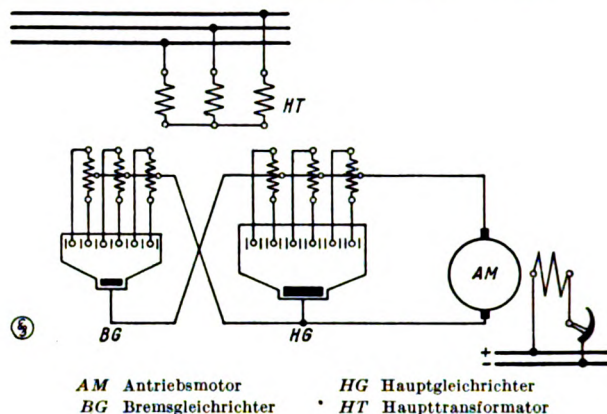 HT
AM
BG
HG
+
-
AM Antriebsmotor
BG Bremsgleichrichter
HG Hauptgleichrichter
HT Haupttransformator